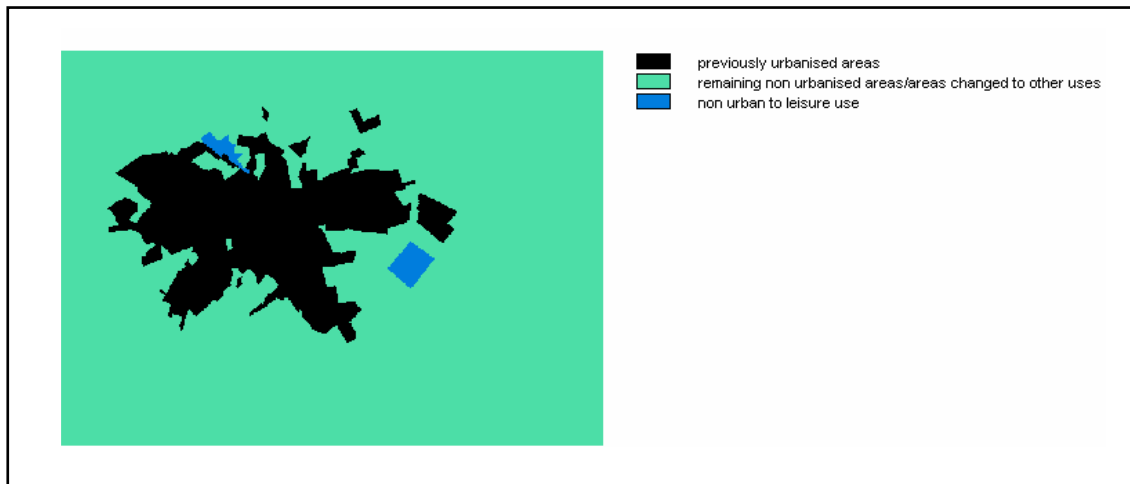 previously urbanised areas
remaining non urbanised areas/areas changed to other uses
non urban to leisure use